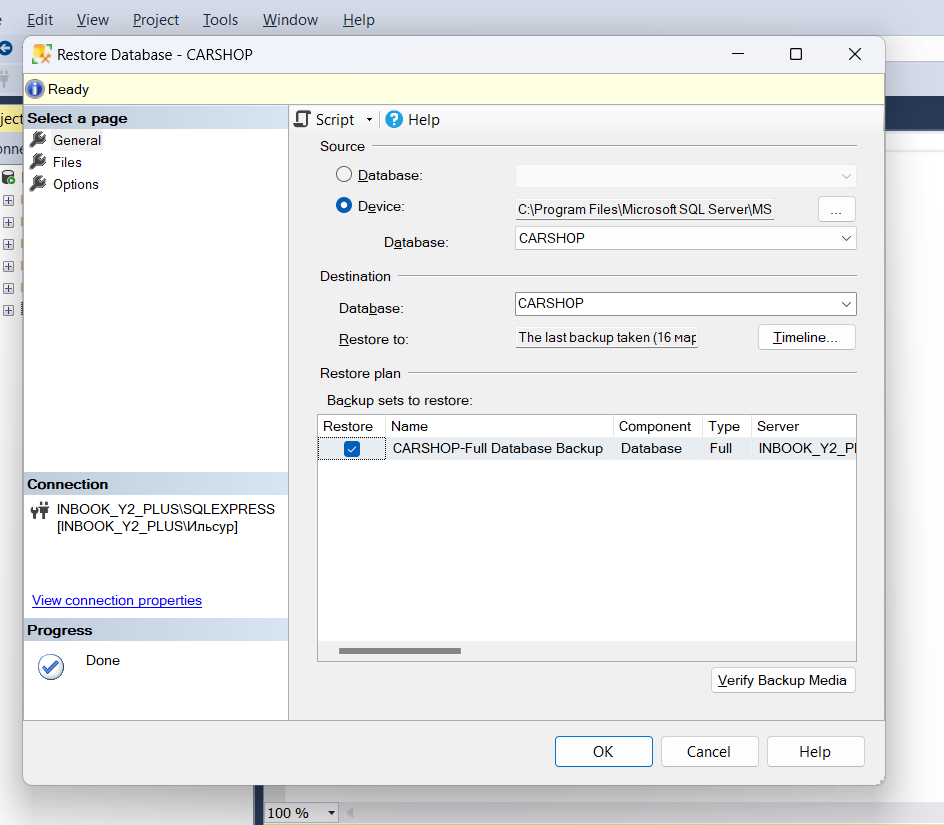 Edit View Project Tools Window Help
Restore Database - CARSHOP
Ready
Select a page
General
Files
Options
Script Help
Source
Database:
Device: C:\Program Files\Microsoft SQL Server\MS ...
Database: CARSHOP
Destination
Database: CARSHOP
Restore to: The last backup taken (16 мар Timeline...
Restore plan
Backup sets to restore:
Restore Name Component Type Server
CARSHOP-Full Database Backup Database Full INBOOK_Y2_Pl
Connection
INBOOK_Y2_PLUS\SQLEXPRESS
[INBOOK_Y2_PLUS\Ильсур]
View connection properties
Progress
Done
Verify Backup Media
OK Cancel Help
100 %